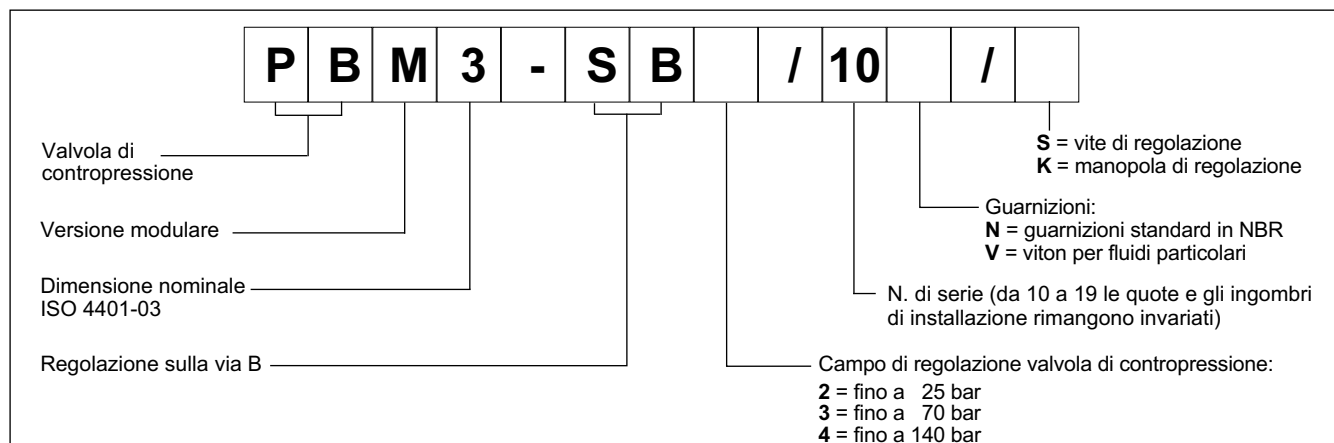 PBM3-SB /10 /
Valvola di
contropressione
Versione modulare
Dimensione nominale
ISO 4401-03
Regolazione sulla via B
S = vite di regolazione
K = manopola di regolazione
Guarnizioni:
N = guarnizioni standard in NBR
V = viton per fluidi particolari
N. di serie (da 10 a 19 le quote e gli ingombri
di installazione rimangono invariati)
Campo di regolazione valvola di contropressione:
2 = fino a 25 bar
3 = fino a 70 bar
4 = fino a 140 bar